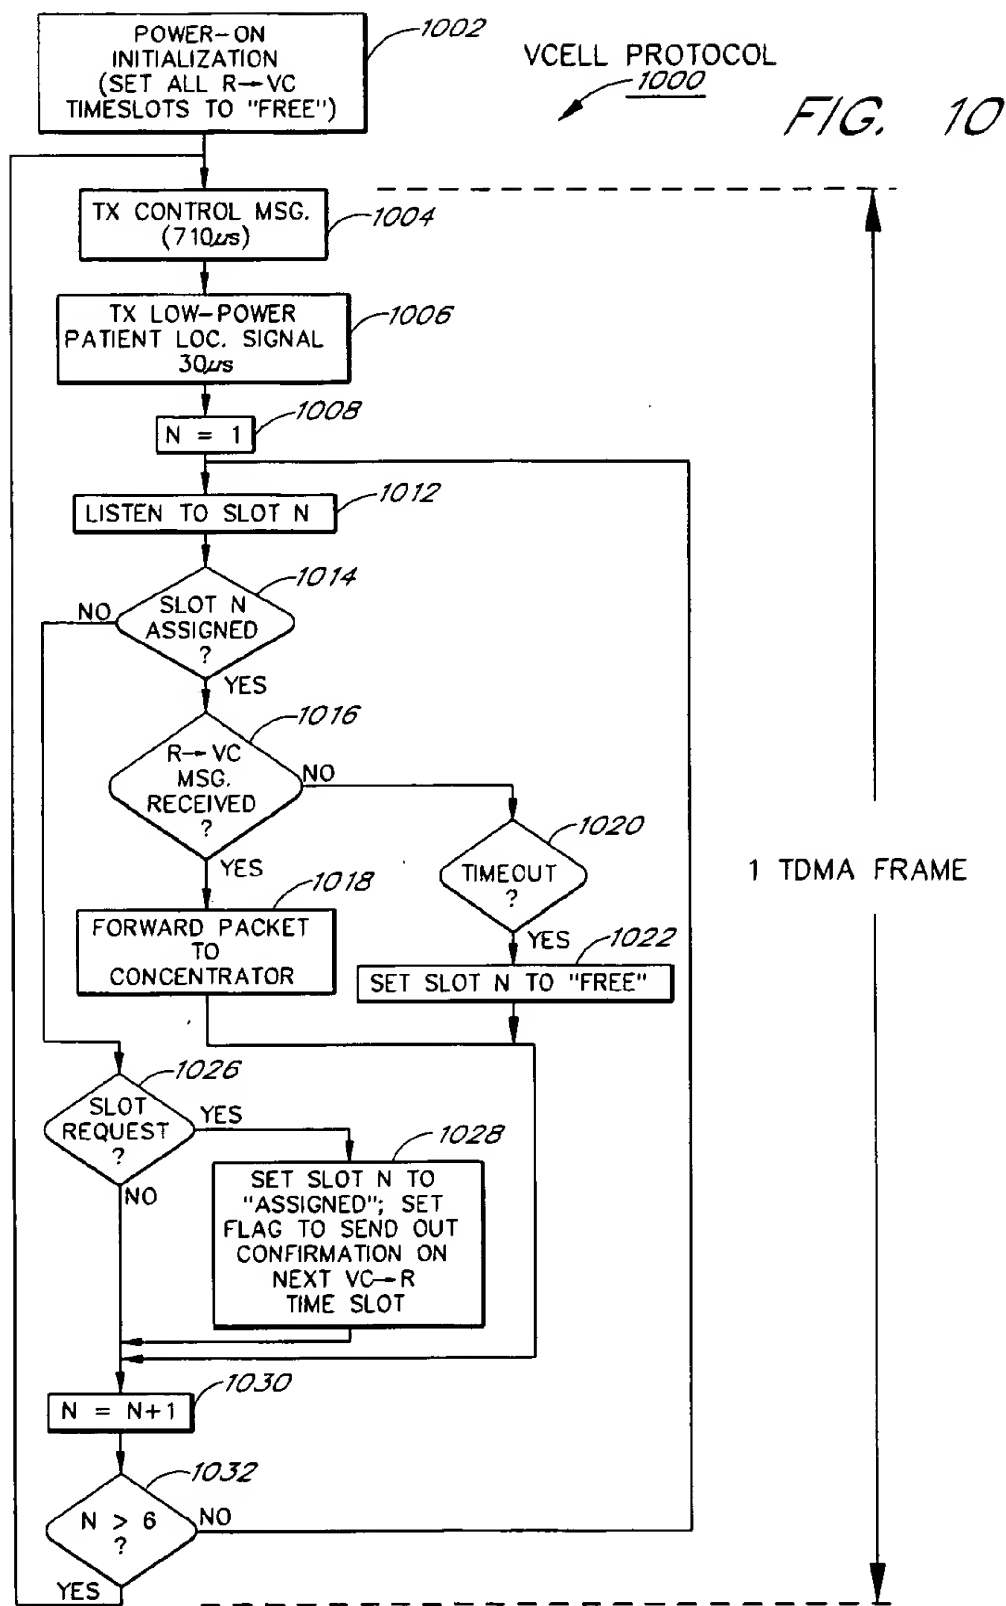 POWER-ON
INITIALIZATION
(SET ALL R→VC
TIMESLOTS TO "FREE")
1002
VCELL PROTOCOL
1000
FIG. 10
TX CONTROL MSG.
(710µs)
1004
TX LOW-POWER
PATIENT LOC. SIGNAL
30µs
1006
N = 1
1008
LISTEN TO SLOT N
1012
SLOT N
ASSIGNED
?
1014
NO
YES
R→VC
MSG.
RECEIVED
?
1016
NO
YES
TIMEOUT
?
1020
YES
1 TDMA FRAME
FORWARD PACKET
TO
CONCENTRATOR
1018
SET SLOT N TO "FREE"
1022
SLOT
REQUEST
?
1026
YES
NO
SET SLOT N TO
"ASSIGNED"; SET
FLAG TO SEND OUT
CONFIRMATION ON
NEXT VC→R
TIME SLOT
1028
N = N+1
1030
N > 6
?
1032
NO
YES